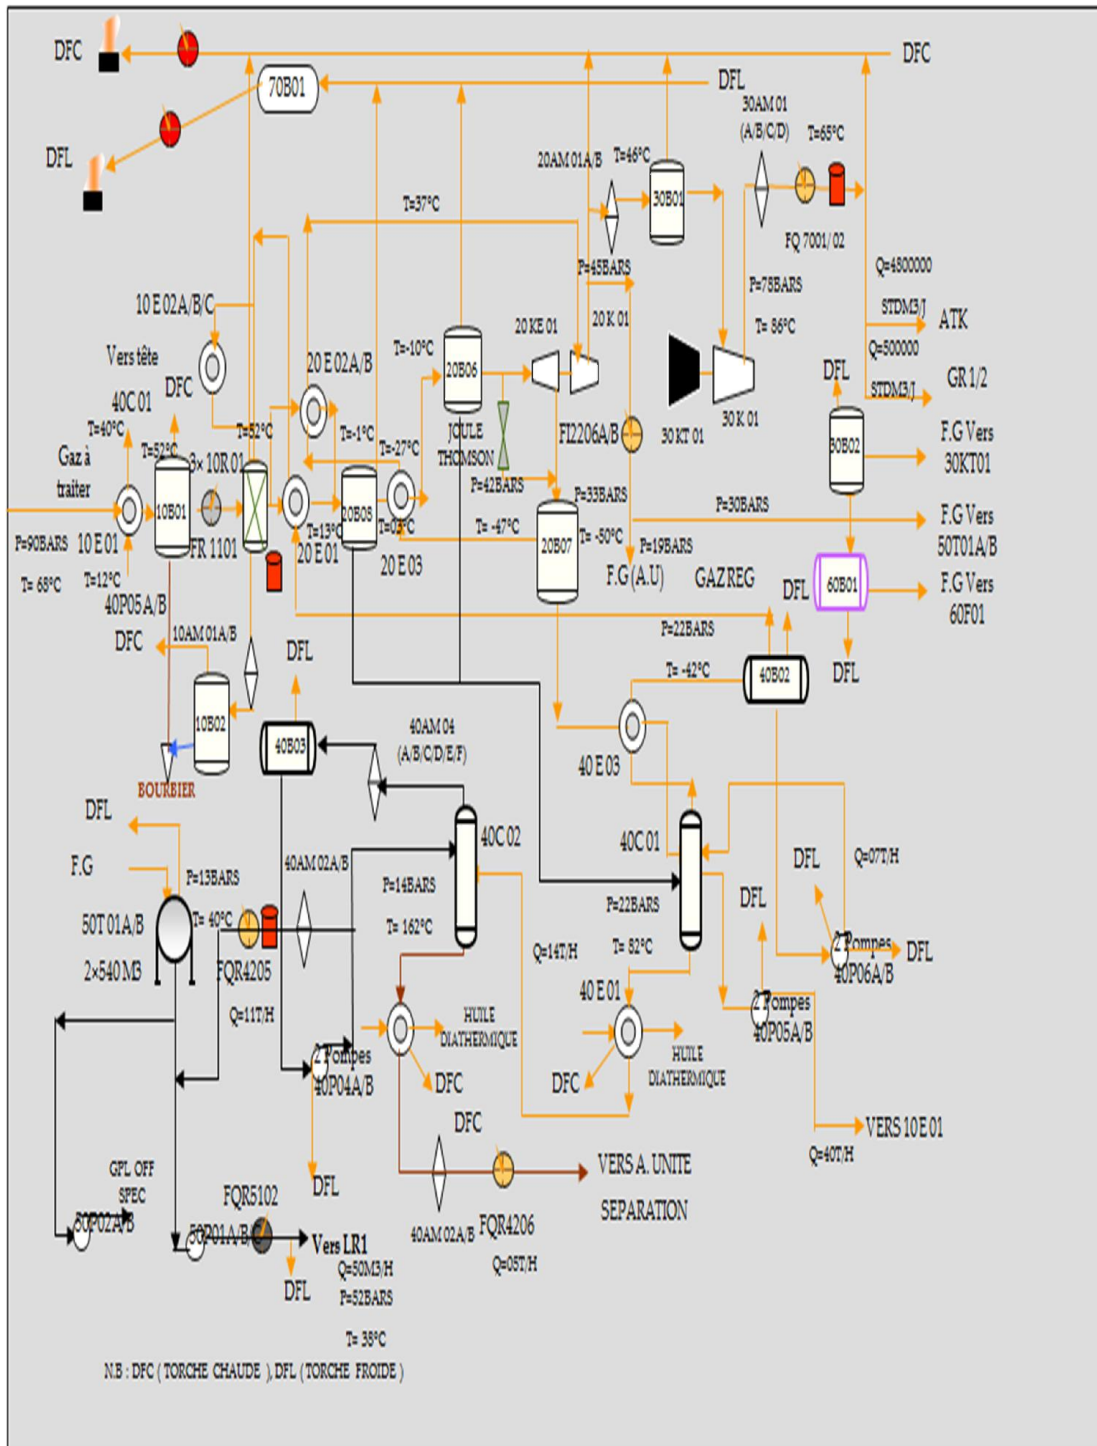 DFC
DFC
70B01
DFL
30AM 01
(A/B/C/D)
T=65°C
DFL
20AM 01A/B
T=46°C
30B01
T=37°C
FQ 7001/ 02
P=45BARS
Q=4800000
P=78BARS
STDM3/J
10 E 02A/B/C
20 KE 01
20 K 01
T= 86°C
ATK
Vers tête
40C 01
DFC
20 E 02A/B
T=-10°C
20B06
Q=500000
DFL
STDM3/J
GR 1/2
T=40°C
T=52°C
T=52°C
T=-1°C
T=-27°C
JOULE
THOMSON
FI2206A/B
30 KT 01
30 K 01
30B02
F.G Vers
30KT01
Gaz à
traiter
3× 10R 01
10B01
20B08
P=42BARS
P=33BARS
P=30BARS
F.G Vers
50T01A/B
P=90BARS
10 E 01
FR 1101
T=13°C
T=03°C
T= -47°C
20B07
T= -50°C
P=19BARS
20 E 01
20 E 03
T= 68°C
T=12°C
F.G (A.U)
GAZ REG
DFL
60B01
F.G Vers
60F01
40P05 A/B
DFC
10AM 01A/B
DFL
P=22BARS
T= -42°C
40B02
DFL
10B02
40B03
40AM 04
(A/B/C/D/E/F)
40 E 03
BOURBIER
DFL
40C 02
40C 01
F.G
40AM 02A/B
DFL
Q=07T/H
P=13BARS
P=14BARS
DFL
50T 01A/B
T= 40°C
P=22BARS
T= 162°C
T= 82°C
2 Pompes
40P06A/B
DFL
2×540 M3
FQR4205
Q=14T/H
Q=11T/H
40 E 01
2 Pompes
40P05A/B
HUILE
DIATHERMIQUE
2 Pompes
40P04A/B
DFC
DFC
HUILE
DIATHERMIQUE
DFC
VERS 10 E 01
Q=40T/H
GPL OFF
SPEC
DFL
VERS A. UNITE
SEPARATION
50P02A/B
FQR5102
50P01A/B/C
40AM 02A/B
FQR4206
Vers LR1
Q=05T/H
Q=50M3/H
DFL
P=52BARS
T= 38°C
N.B : DFC ( TORCHE CHAUDE ), DFL ( TORCHE FROIDE )